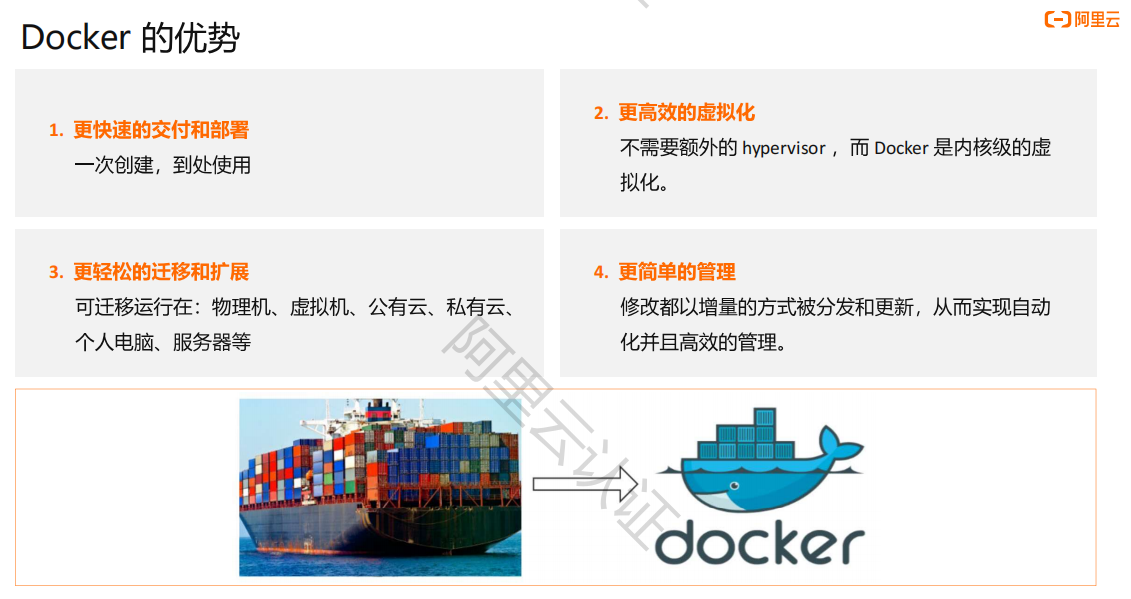 Docker 的优势
阿里云
1. 更快速的交付和部署
一次创建，到处使用
2. 更高效的虚拟化
不需要额外的 hypervisor ，而 Docker 是内核级的虚
拟化。
3. 更轻松的迁移和扩展
可迁移运行在：物理机、虚拟机、公有云、私有云、
个人电脑、服务器等
4. 更简单的管理
修改都以增量的方式被分发和更新，从而实现自动
化并且高效的管理。
阿里云认证
docker